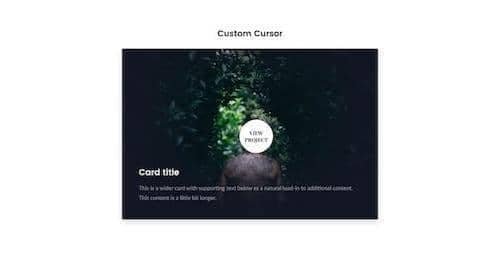 Custom Cursor
VIEW
PROJECT
Card title
This is a wider card with supporting text below as a natural lead-in to additional content.
This content is a little bit longer.